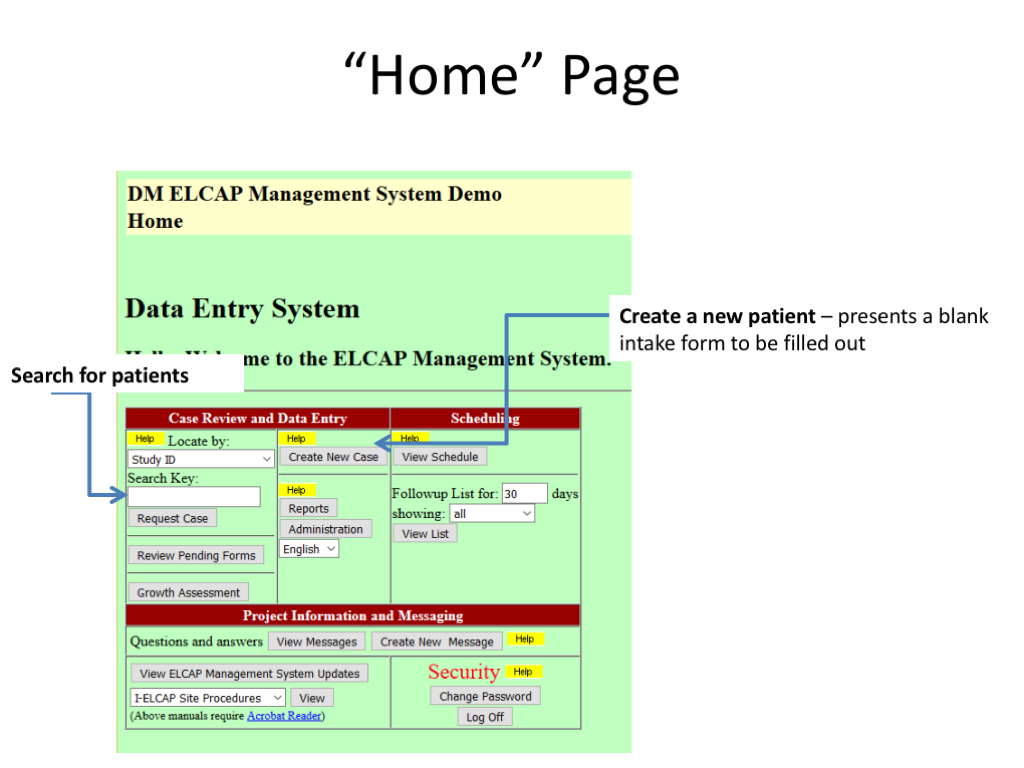 “Home” Page
DM ELCAP Management System Demo
Home
Data Entry System
me to the ELCAP Management System.
Create a new patient – presents a blank
intake form to be filled out
Search for patients
Case Review and Data Entry
Scheduling
Help Locate by:
Study ID
Search Key:
Request Case
Review Pending Forms
Growth Assessment
Help
Create New Case
Help
Reports
Administration
English
Help
View Schedule
Followup List for: 30 days
showing: all
View List
Project Information and Messaging
Questions and answers View Messages Create New Message Help
View ELCAP Management System Updates
I-ELCAP Site Procedures View
(Above manuals require Acrobat Reader)
Security Help
Change Password
Log Off